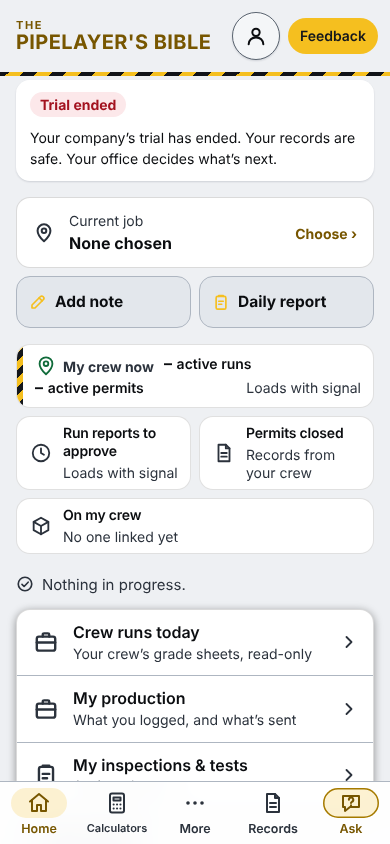 THE
PIPELAYER'S BIBLE
Feedback
Trial ended
Your company's trial has ended. Your records are
safe. Your office decides what's next.
Current job
None chosen
Choose ›
Add note
Daily report
My crew now – active runs
– active permits
Loads with signal
Run reports to
approve
Loads with signal
Permits closed
Records from
your crew
On my crew
No one linked yet
Nothing in progress.
Crew runs today
Your crew's grade sheets, read-only
My production
What you logged, and what's sent
My inspections & tests
Home
Calculators
More
Records
Ask